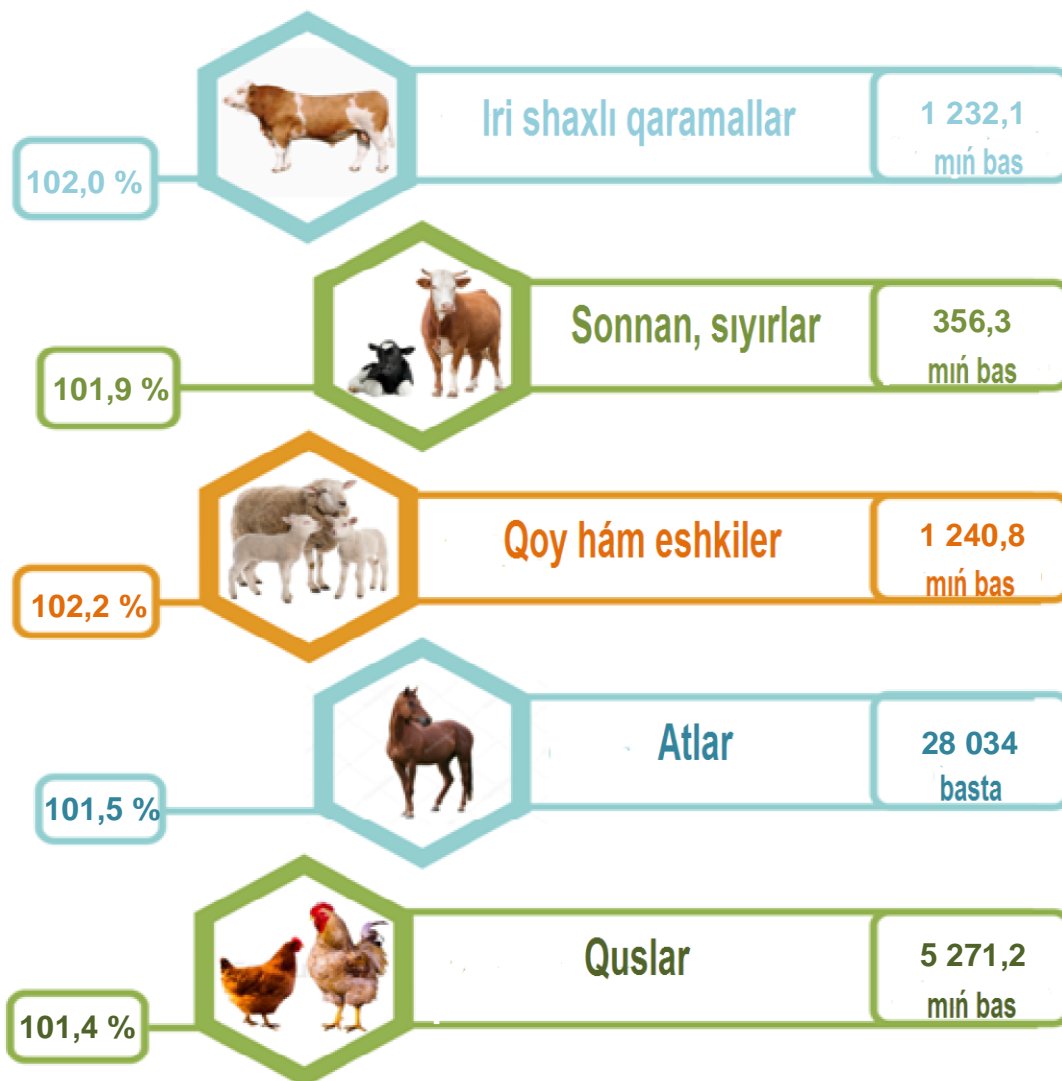 Iri shaxlı qaramallar
1 232,1
mıń bas
102,0 %
Sonnan, sıyırlar
356,3
mıń bas
101,9 %
Qoy hám eshkiler
1 240,8
mıń bas
102,2 %
Atlar
28 034
basta
101,5 %
Quslar
5 271,2
mıń bas
101,4 %